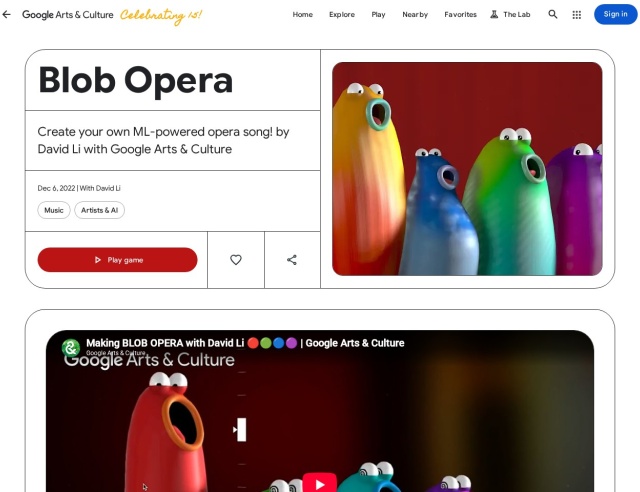 Google Arts & Culture Celebrating 15! Home Explore Play Nearby Favorites The Lab Sign in
Blob Opera
Create your own ML-powered opera song! by
David Li with Google Arts & Culture
Dec 6, 2022 | With David Li
Music Artists & AI
Play game
Making BLOB OPERA with David Li 🔴🟢🔵🟣 | Google Arts & Culture
Google Arts & Culture
Google Arts & Culture